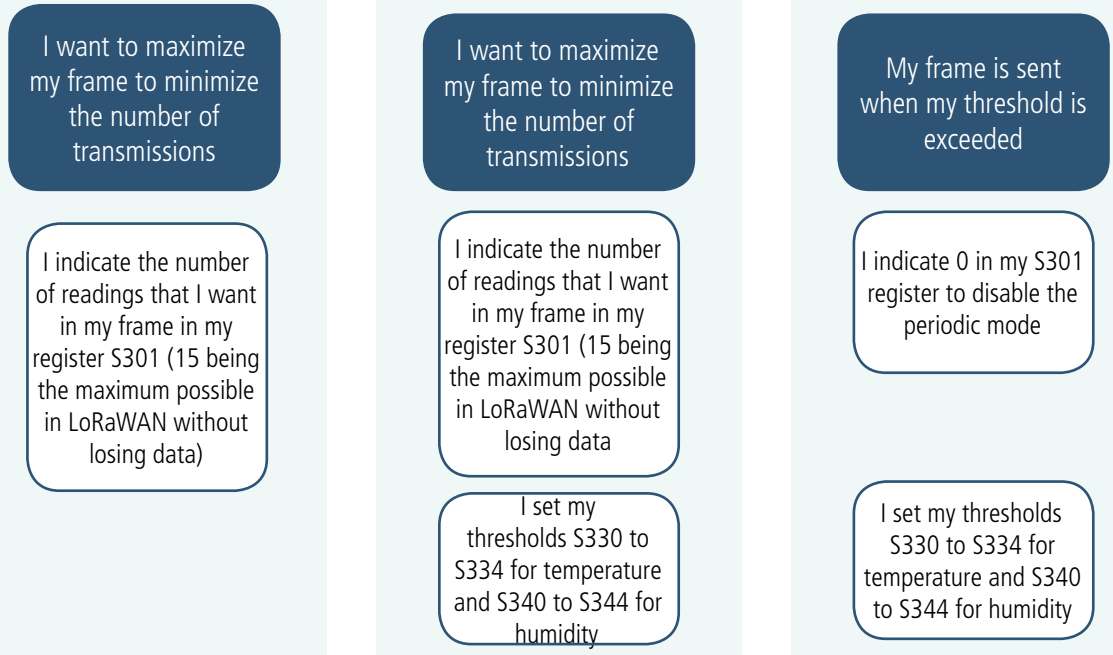 I want to maximize
my frame to minimize
the number of
transmissions
I indicate the number
of readings that I want
in my frame in my
register S301 (15 being
the maximum possible
in LoRaWAN without
losing data)
I want to maximize
my frame to minimize
the number of
transmissions
I indicate the number
of readings that I want
in my frame in my
register S301 (15 being
the maximum possible
in LoRaWAN without
losing data
I set my
thresholds S330 to
S334 for temperature
and S340 to S344 for
humidity
My frame is sent
when my threshold is
exceeded
I indicate 0 in my S301
register to disable the
periodic mode
I set my thresholds
S330 to S334 for
temperature and S340
to S344 for humidity